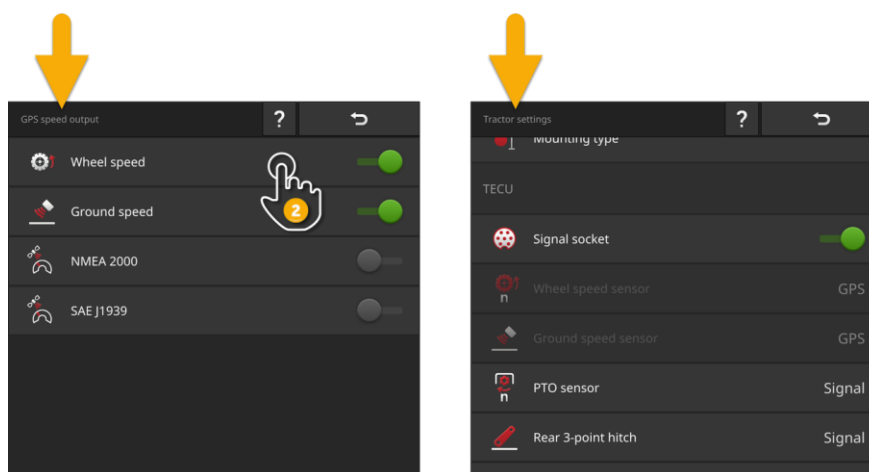 GPS speed output
?
Wheel speed
2
Ground speed
NMEA 2000
SAE J1939
Tractor settings
?
Mounting type
TECU
Signal socket
n
Wheel speed sensor GPS
Ground speed sensor GPS
n
PTO sensor Signal
Rear 3-point hitch Signal